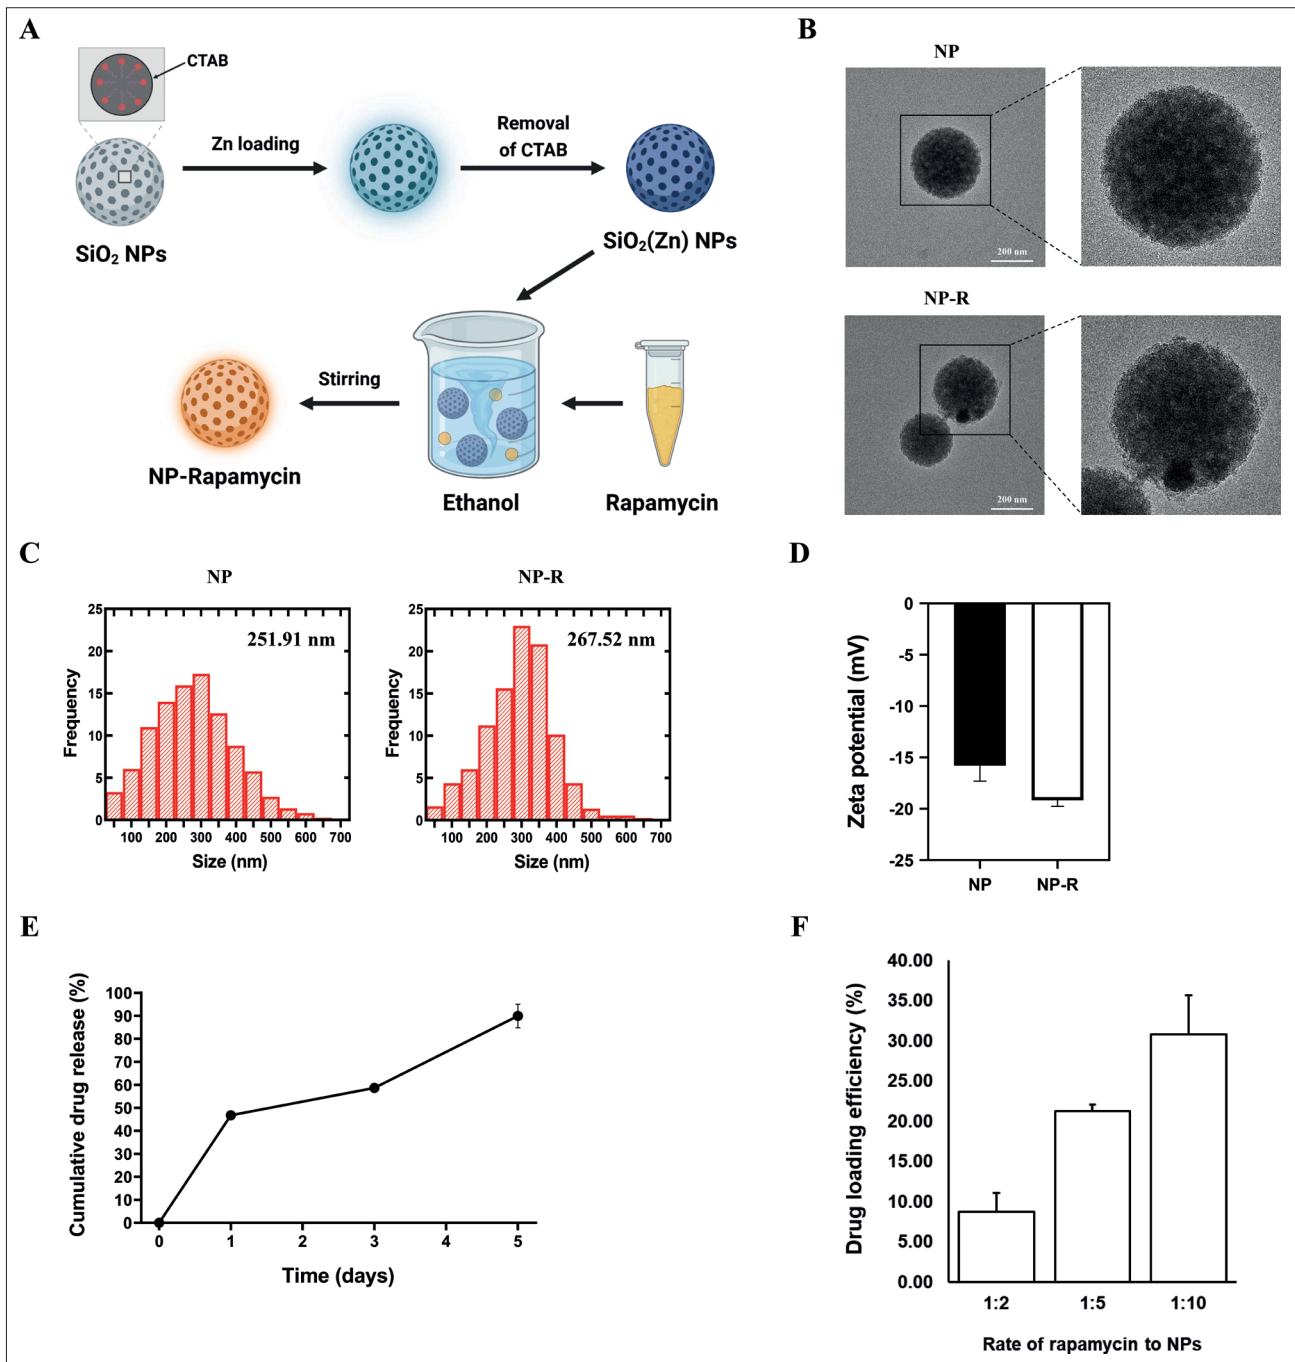 A
CTAB
Zn loading
Removal
of CTAB
SiO₂ NPs
SiO₂(Zn) NPs
Stirring
NP-Rapamycin
Ethanol
Rapamycin
B
NP
200 nm
NP-R
200 nm
C
NP
251.91 nm
Frequency
25
20
15
10
5
0
100 200 300 400 500 600 700
Size (nm)
NP-R
267.52 nm
Frequency
25
20
15
10
5
0
100 200 300 400 500 600 700
Size (nm)
D
Zeta potential (mV)
0
-5
-10
-15
-20
-25
NP NP-R
E
Cumulative drug release (%)
100
90
80
70
60
50
40
30
20
10
0
0 1 2 3 4 5
Time (days)
F
Drug loading efficiency (%)
40.00
35.00
30.00
25.00
20.00
15.00
10.00
5.00
0.00
1:2 1:5 1:10
Rate of rapamycin to NPs